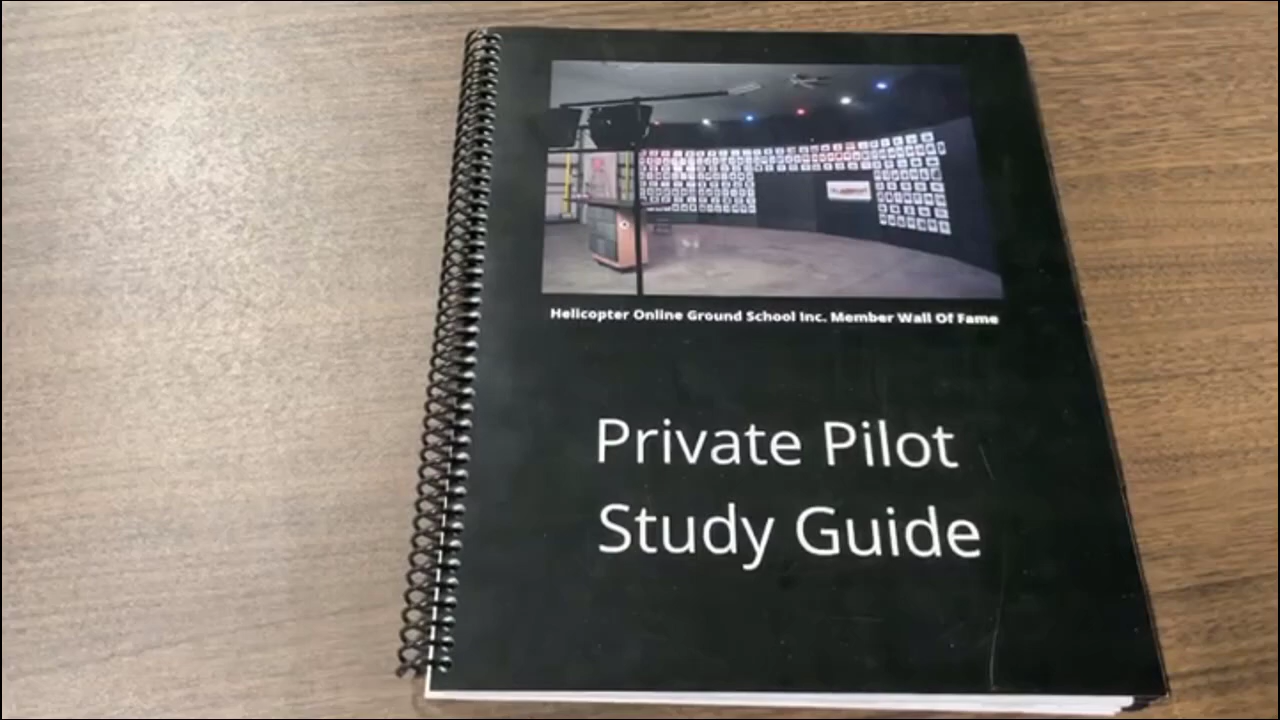 Helicopter Online Ground School Inc. Member Wall Of Fame
Private Pilot
Study Guide